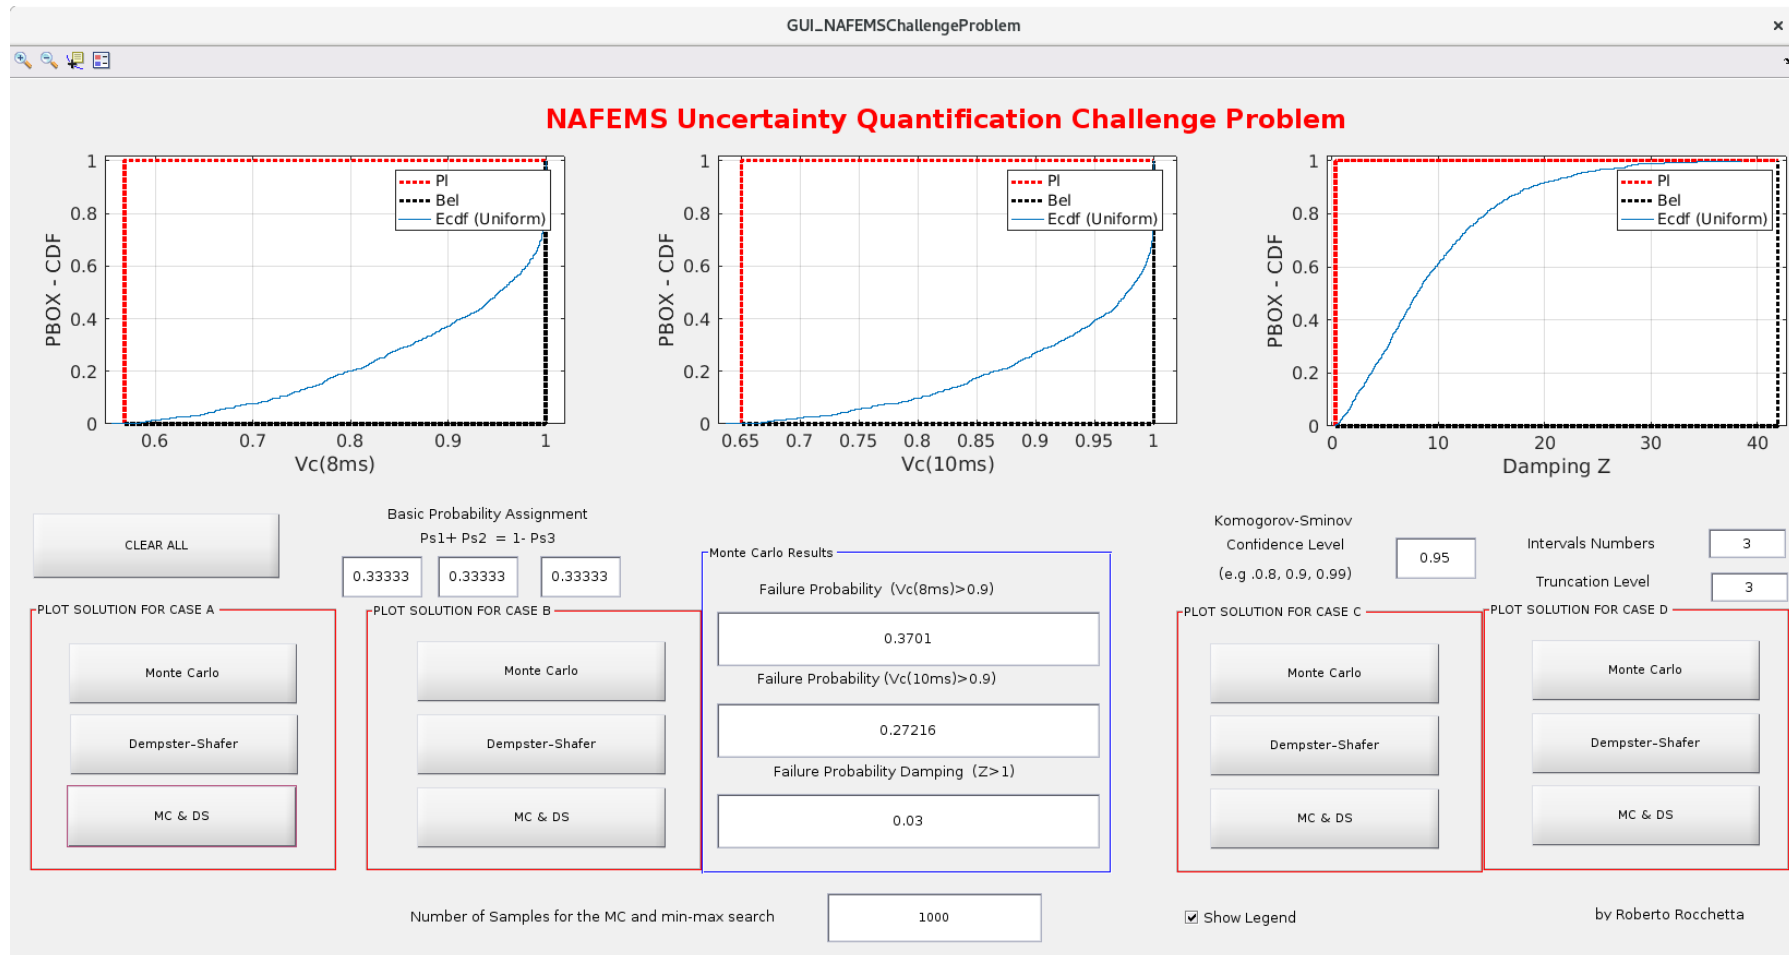 GUI_NAFEMSChallengeProblem
NAFEMS Uncertainty Quantification Challenge Problem
PBOX - CDF
1
0.8
0.6
0.4
0.2
0
Pl
Bel
Ecdf (Uniform)
0.6 0.7 0.8 0.9 1
Vc(8ms)
PBOX - CDF
1
0.8
0.6
0.4
0.2
0
Pl
Bel
Ecdf (Uniform)
0.65 0.7 0.75 0.8 0.85 0.9 0.95 1
Vc(10ms)
PBOX - CDF
1
0.8
0.6
0.4
0.2
0
Pl
Bel
Ecdf (Uniform)
0 10 20 30 40
Damping Z
CLEAR ALL
Basic Probability Assignment
Ps1+ Ps2 = 1- Ps3
0.33333 0.33333 0.33333
Komogorov-Sminov
Confidence Level
(e.g .0.8, 0.9, 0.99)
0.95
Intervals Numbers 3
Truncation Level 3
PLOT SOLUTION FOR CASE A
Monte Carlo
Dempster-Shafer
MC & DS
PLOT SOLUTION FOR CASE B
Monte Carlo
Dempster-Shafer
MC & DS
Monte Carlo Results
Failure Probability (Vc(8ms)>0.9)
0.3701
Failure Probability (Vc(10ms)>0.9)
0.27216
Failure Probability Damping (Z>1)
0.03
PLOT SOLUTION FOR CASE C
Monte Carlo
Dempster-Shafer
MC & DS
PLOT SOLUTION FOR CASE D
Monte Carlo
Dempster-Shafer
MC & DS
Number of Samples for the MC and min-max search 1000
Show Legend
by Roberto Rocchetta